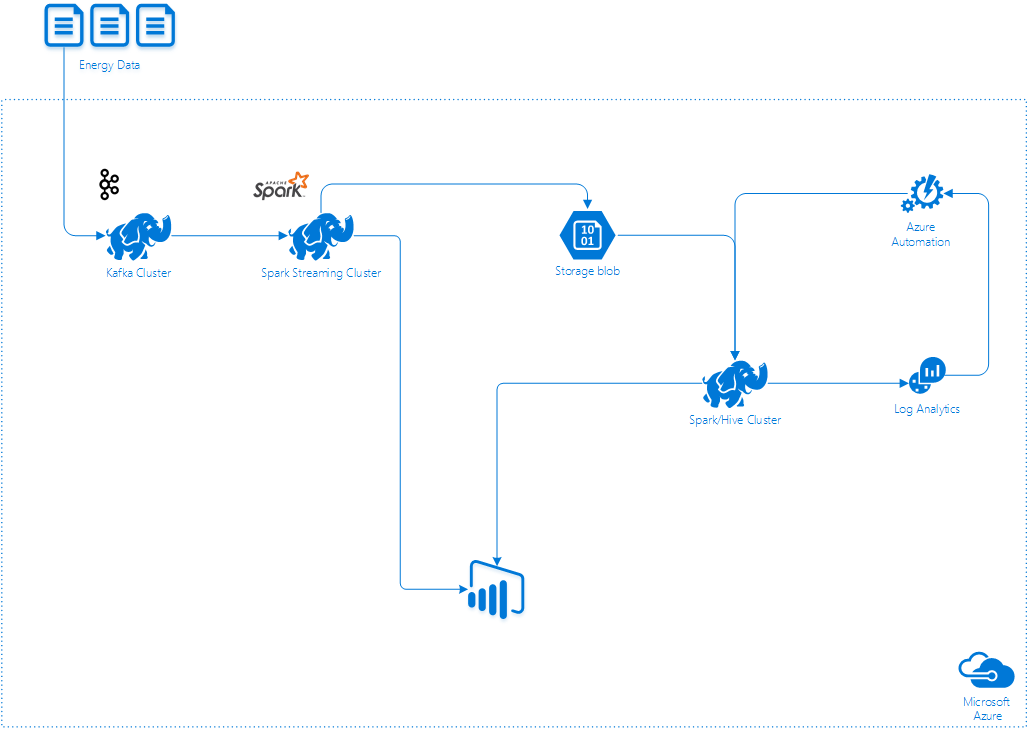 Energy Data
APACHE
Spark
Kafka Cluster
Spark Streaming Cluster
10
01
Storage blob
Azure
Automation
Spark/Hive Cluster
Log Analytics
Microsoft
Azure